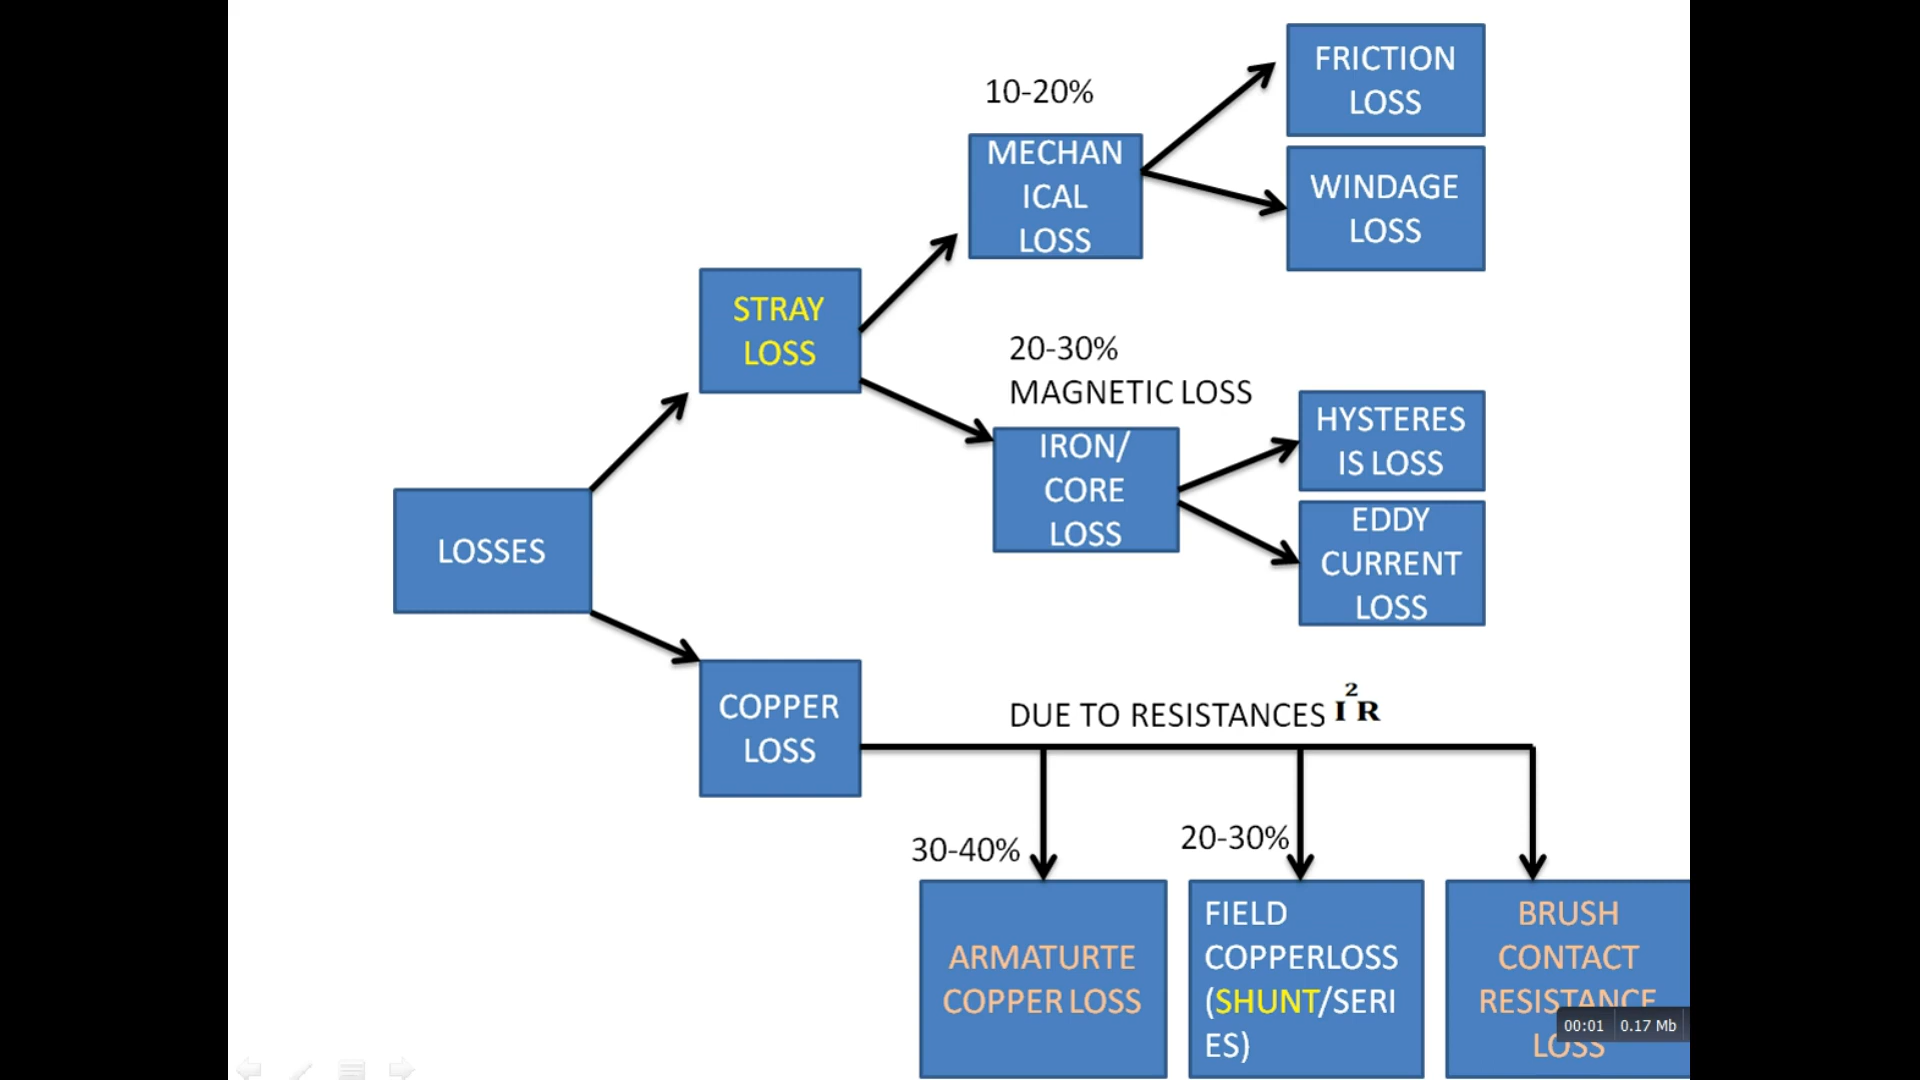 10-20%
FRICTION
LOSS
MECHAN
ICAL
LOSS
WINDAGE
LOSS
STRAY
LOSS
20-30%
MAGNETIC LOSS
IRON/
CORE
LOSS
HYSTERES
IS LOSS
EDDY
CURRENT
LOSS
LOSSES
COPPER
LOSS
DUE TO RESISTANCES I²R
30-40%
20-30%
ARMATURTE
COPPER LOSS
FIELD
COPPERLOSS
(SHUNT/SERI
ES)
BRUSH
CONTACT
RESISTANCE
LOSS
00:01 0.17 Mb